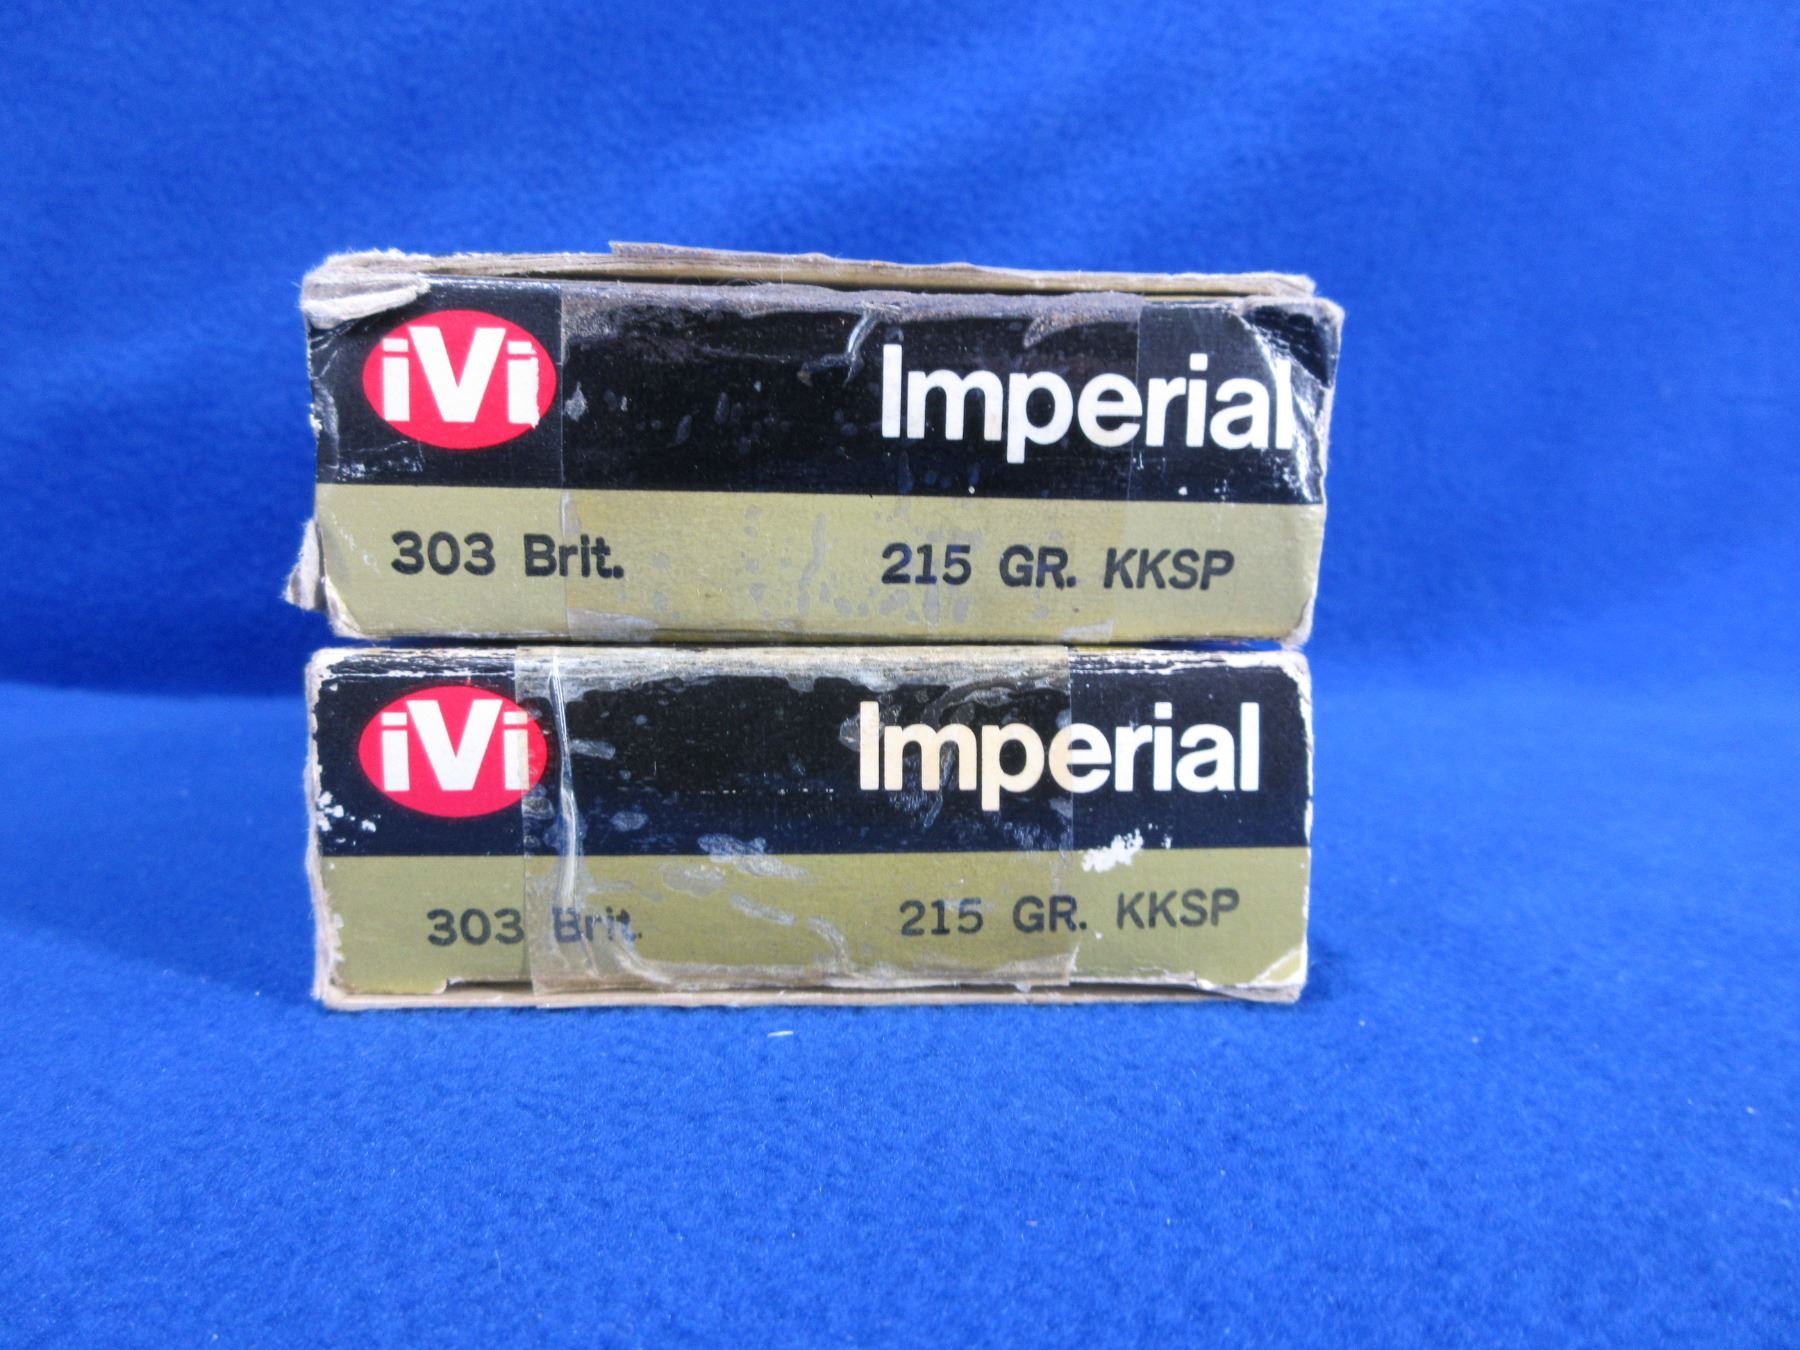 iVi Imperial
303 Brit. 215 GR. KKSP
iVi Imperial
303 Brit. 215 GR. KKSP